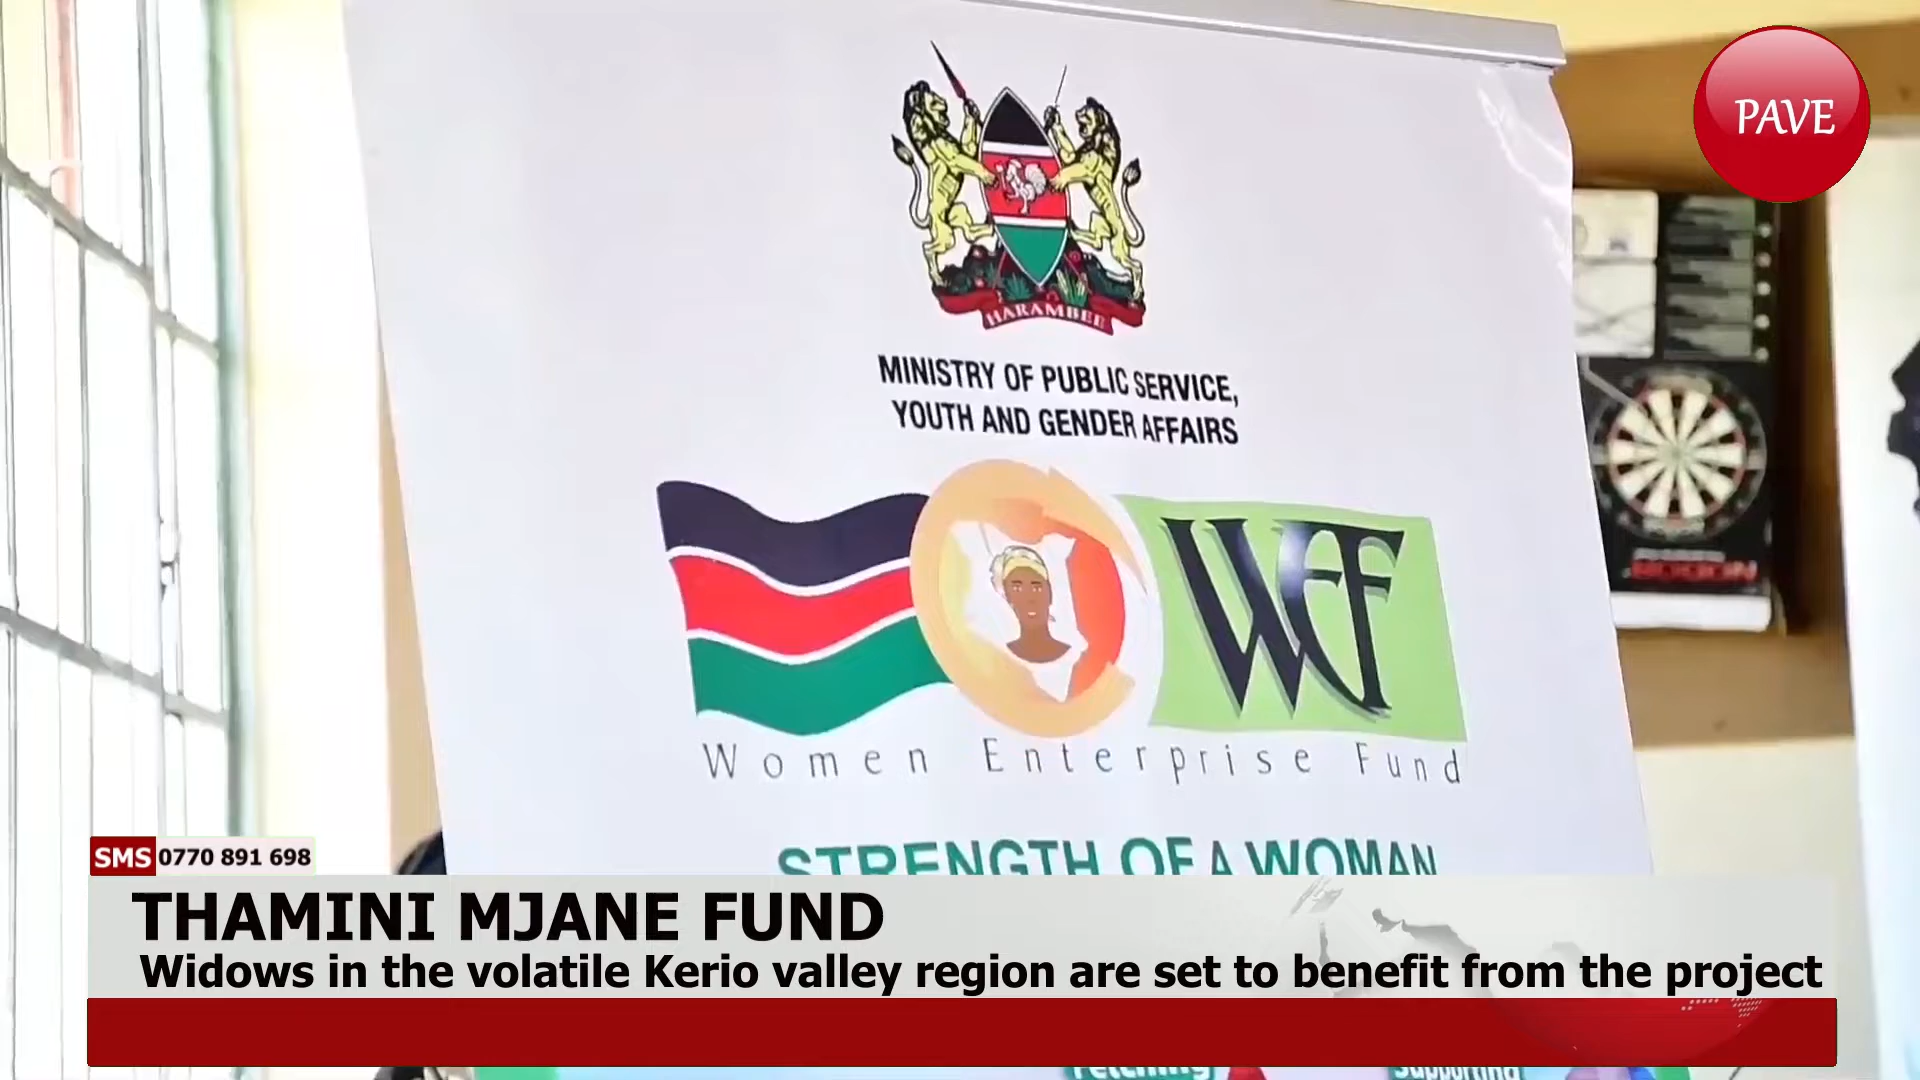 PAVE
HARAMBEE
MINISTRY OF PUBLIC SERVICE,
YOUTH AND GENDER AFFAIRS
WEF
Women Enterprise Fund
STRENGTH OF A WOMAN
SMS 0770 891 698
THAMINI MJANE FUND
Widows in the volatile Kerio valley region are set to benefit from the project